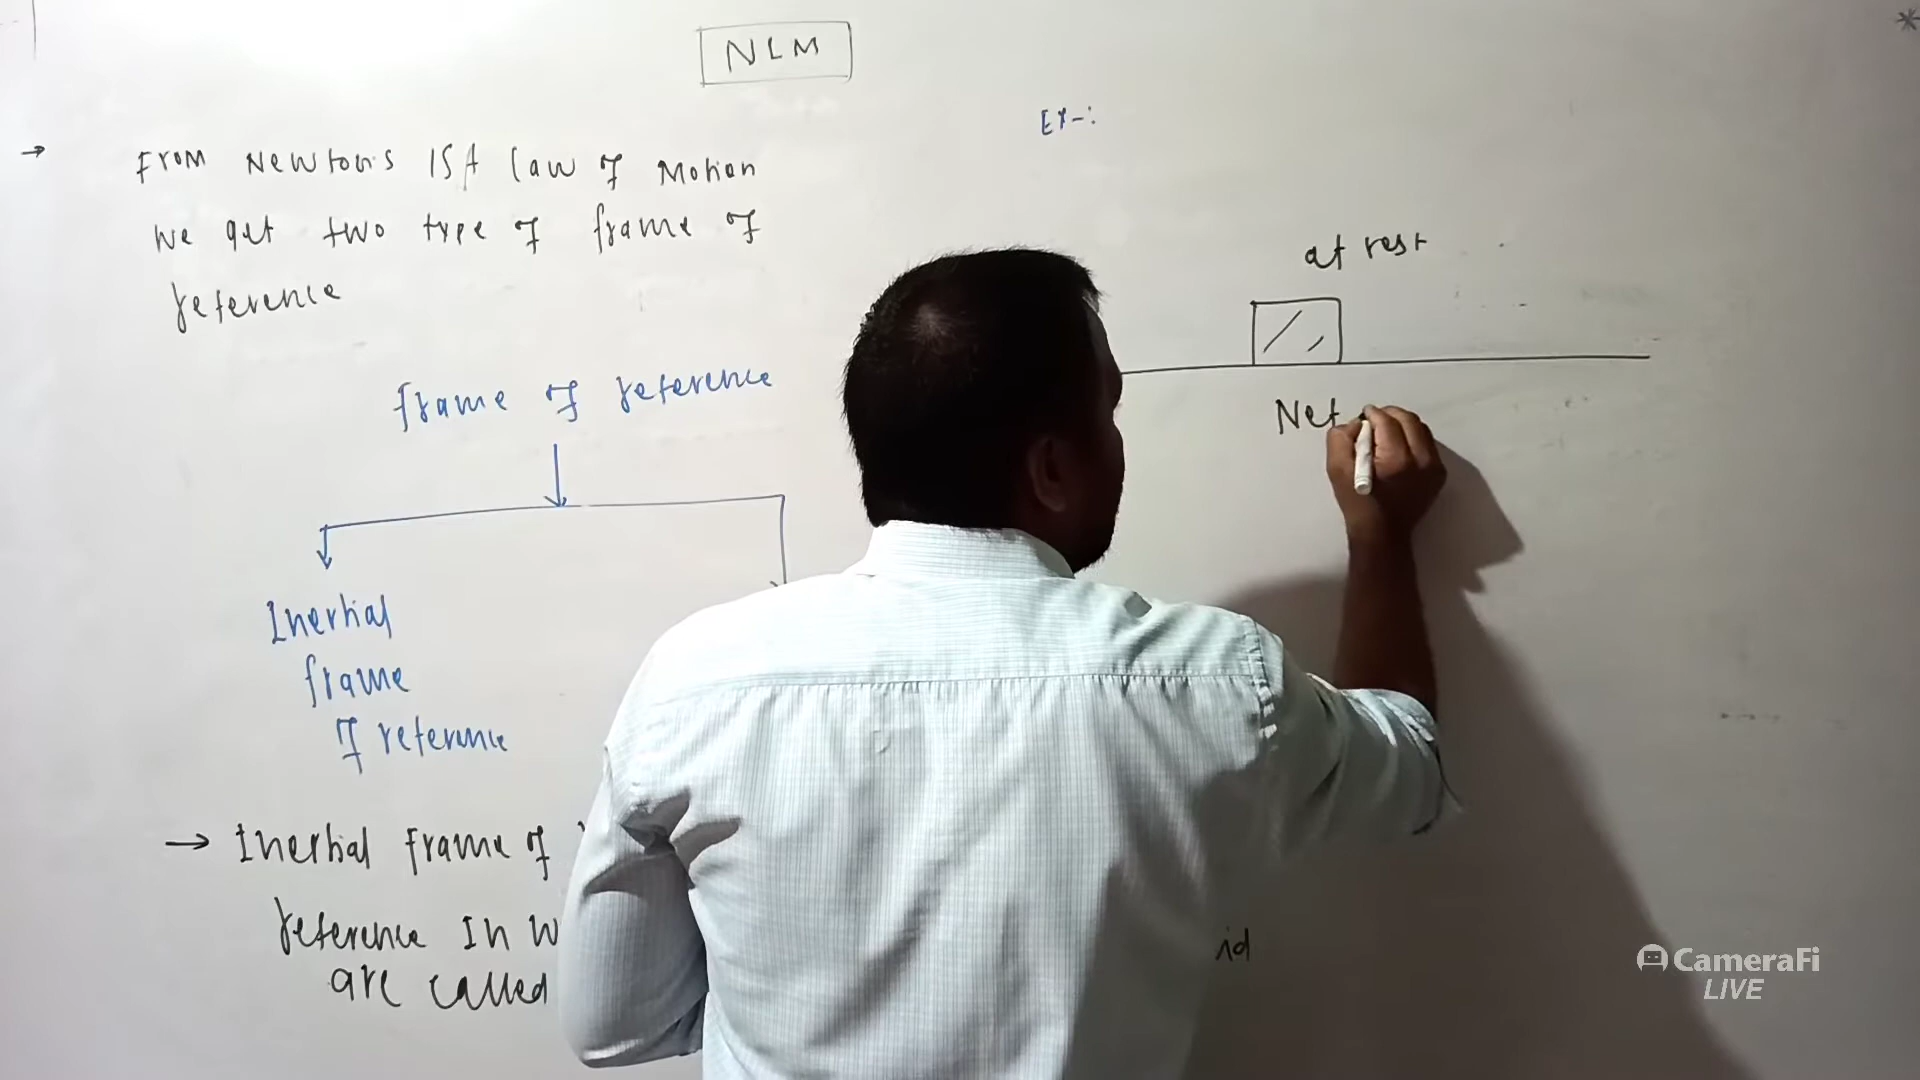 NLM
→ From Newton's 1st law of Motion
we get two type of frame of
reference
frame of reference
Inertial
frame
of reference
→ Inertial frame of
reference In
are called
Ex-:
at rest
Net
id
CameraFi
LIVE